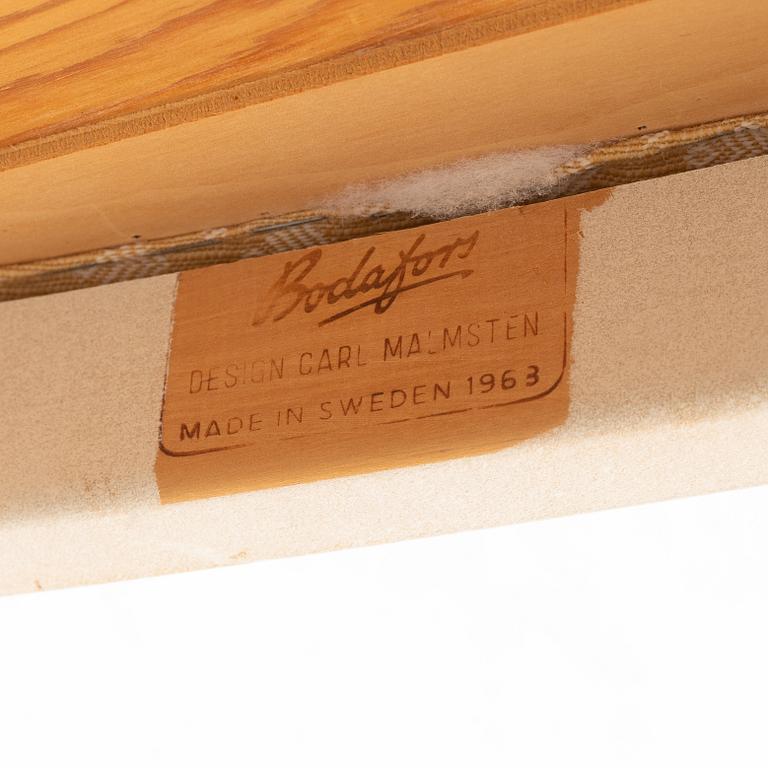 Bodafors
DESIGN CARL MALMSTEN
MADE IN SWEDEN 1963